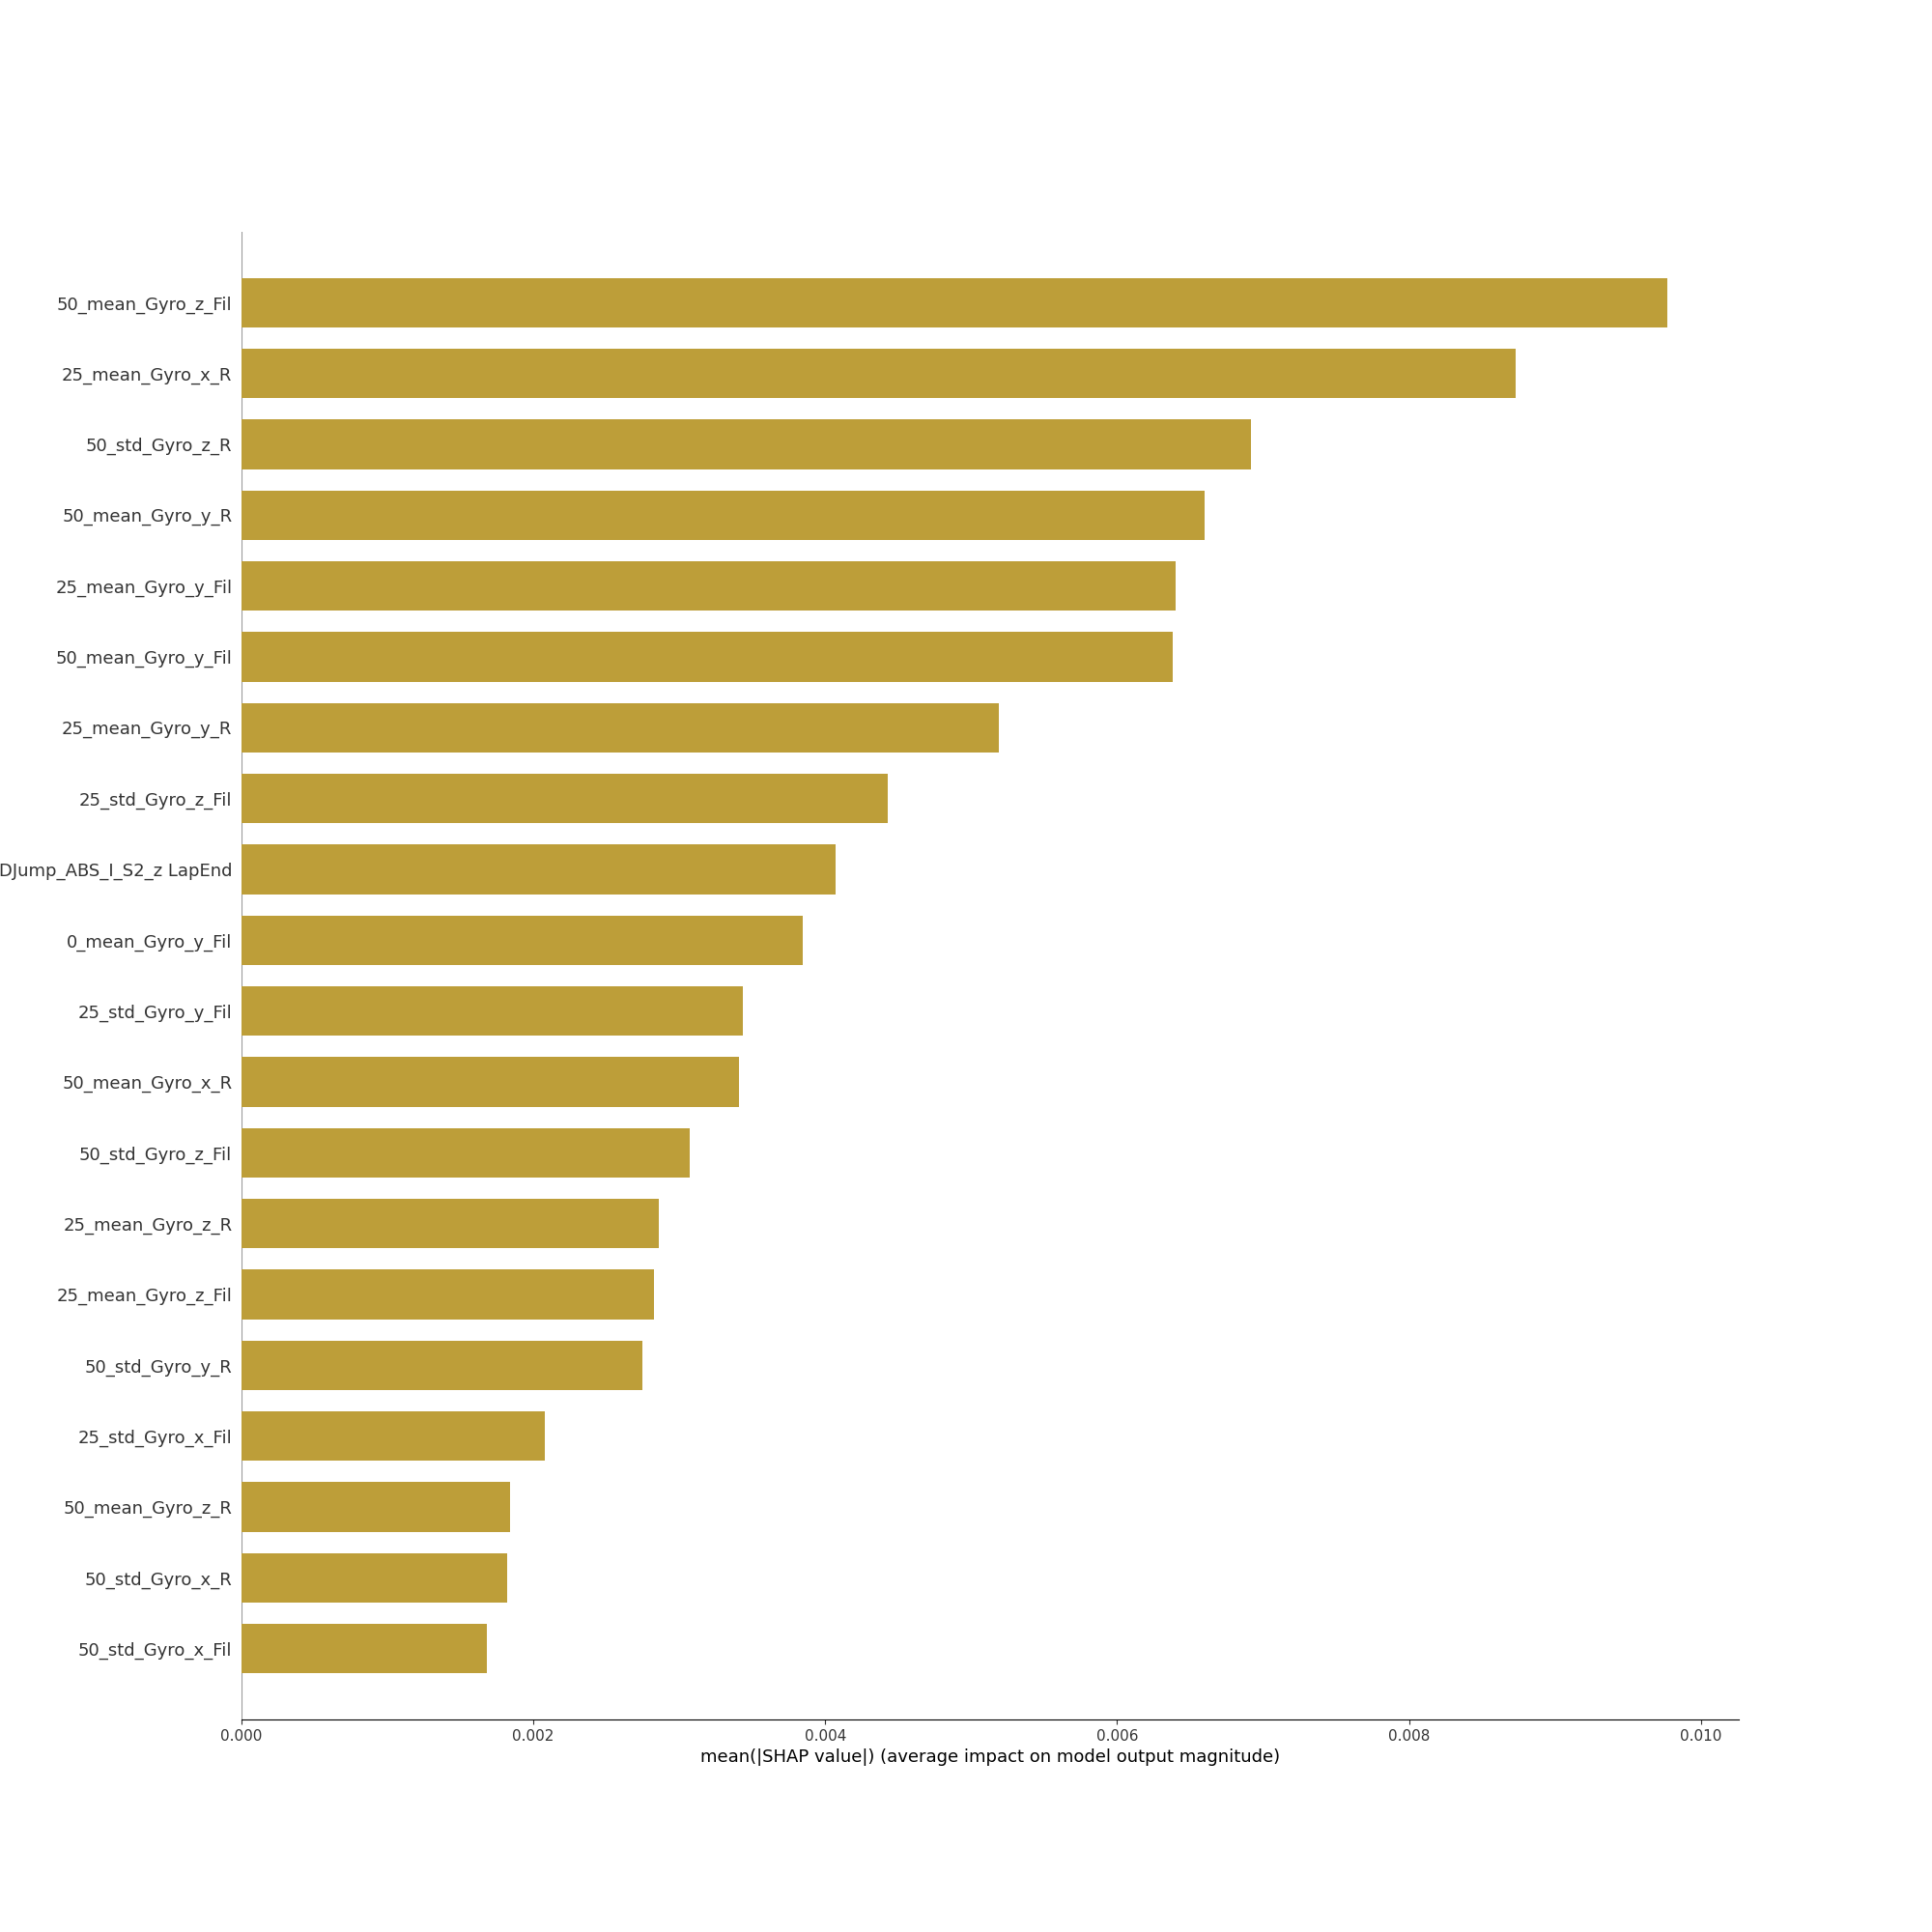 50_mean_Gyro_z_Fil
25_mean_Gyro_x_R
50_std_Gyro_z_R
50_mean_Gyro_y_R
25_mean_Gyro_y_Fil
50_mean_Gyro_y_Fil
25_mean_Gyro_y_R
25_std_Gyro_z_Fil
DJump_ABS_I_S2_z LapEnd
0_mean_Gyro_y_Fil
25_std_Gyro_y_Fil
50_mean_Gyro_x_R
50_std_Gyro_z_Fil
25_mean_Gyro_z_R
25_mean_Gyro_z_Fil
50_std_Gyro_y_R
25_std_Gyro_x_Fil
50_mean_Gyro_z_R
50_std_Gyro_x_R
50_std_Gyro_x_Fil
0.000 0.002 0.004 0.006 0.008 0.010
mean(|SHAP value|) (average impact on model output magnitude)